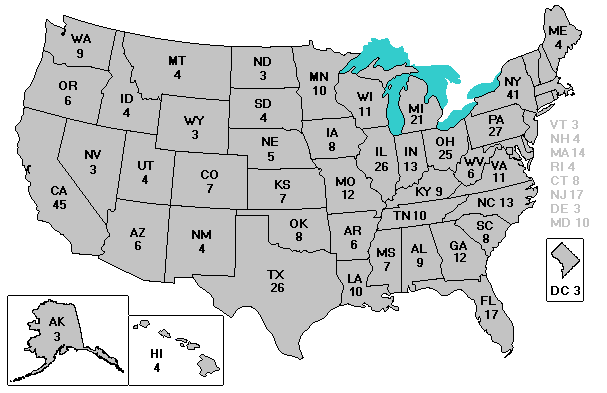 WA
9
OR
6
CA
45
NV
3
ID
4
MT
4
WY
3
UT
4
AZ
6
CO
7
NM
4
ND
3
SD
4
NE
5
KS
7
OK
8
TX
26
MN
10
IA
8
MO
12
AR
6
LA
10
WI
11
IL
26
MI
21
IN
13
OH
25
KY 9
TN 10
MS
7
AL
9
GA
12
FL
17
SC
8
NC 13
VA
11
WV
6
PA
27
NY
41
ME
4
VT 3
NH 4
MA14
RI 4
CT 8
NJ 17
DE 3
MD 10
DC 3
AK
3
HI
4